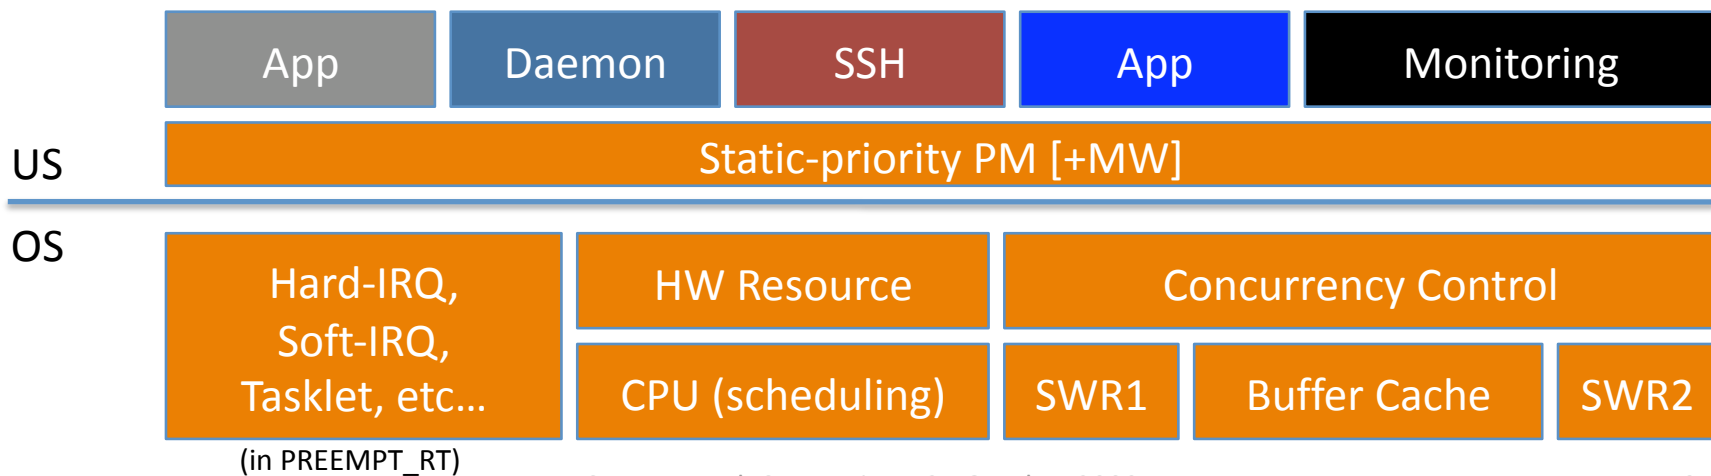 App
Daemon
SSH
App
Monitoring
US
Static-priority PM [+MW]
OS
Hard-IRQ,
Soft-IRQ,
Tasklet, etc...
HW Resource
Concurrency Control
CPU (scheduling)
SWR1
Buffer Cache
SWR2
(in PREEMPT_RT)